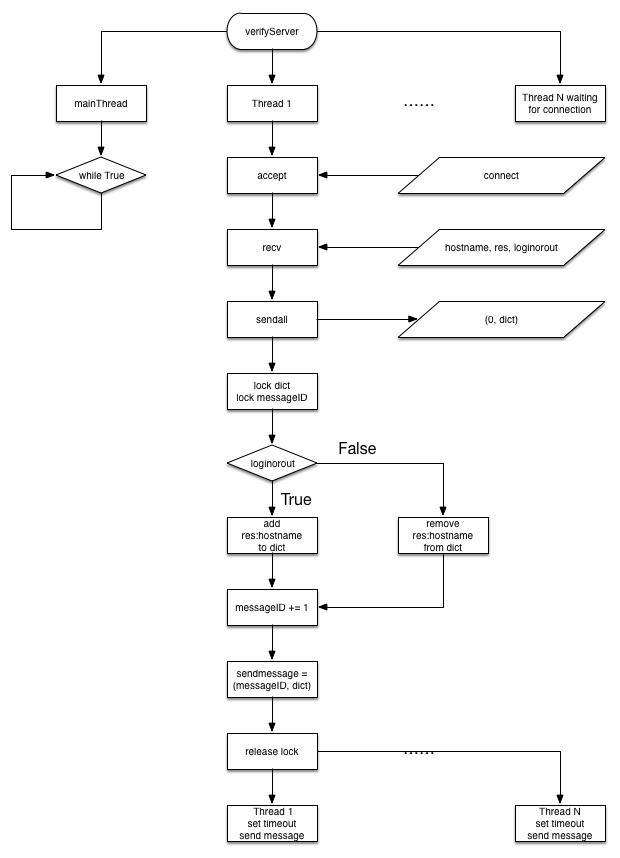 verifyServer
mainThread
Thread 1
......
Thread N waiting
for connection
while True
accept
connect
recv
hostname, res, loginorout
sendall
(0, dict)
lock dict
lock messageID
loginorout
False
True
add
res:hostname
to dict
remove
res:hostname
from dict
messageID += 1
sendmessage =
(messageID, dict)
release lock
......
Thread 1
set timeout
send message
Thread N
set timeout
send message